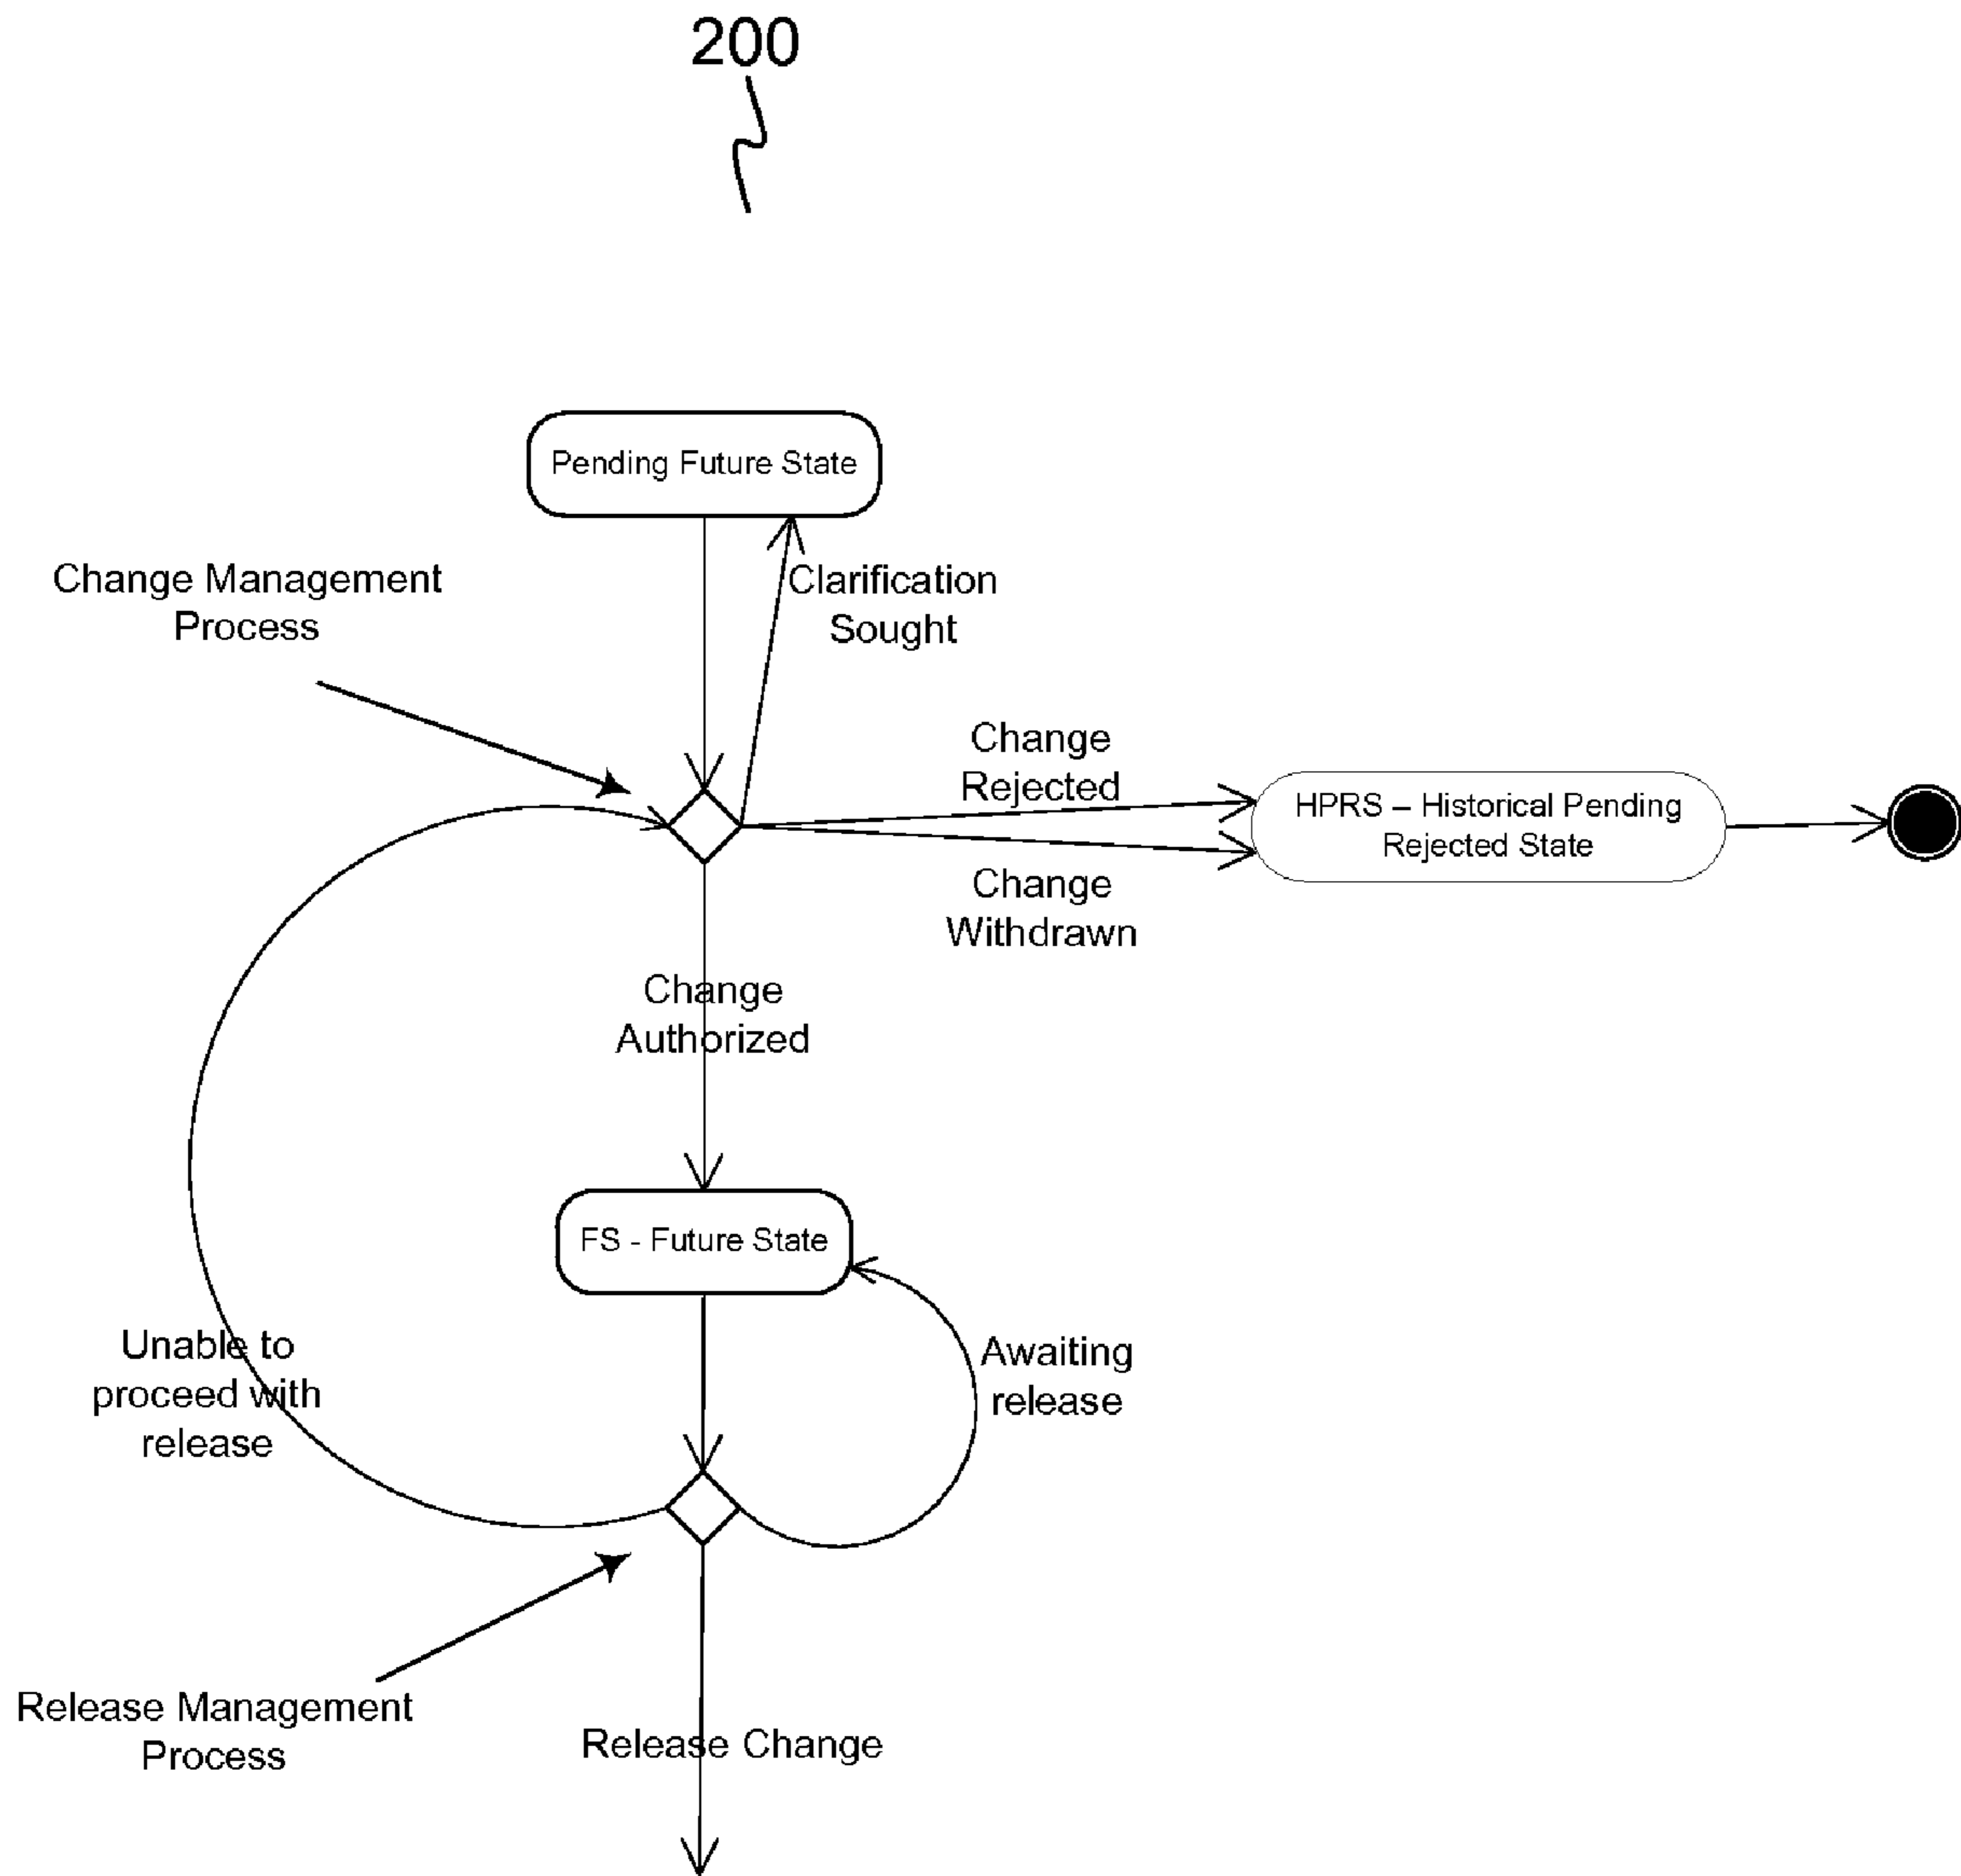 200
Pending Future State
Change Management
Process
Clarification
Sought
Change
Rejected
HPRS – Historical Pending
Rejected State
Change
Withdrawn
Change
Authorized
FS - Future State
Unable to
proceed with
release
Awaiting
release
Release Management
Process
Release Change